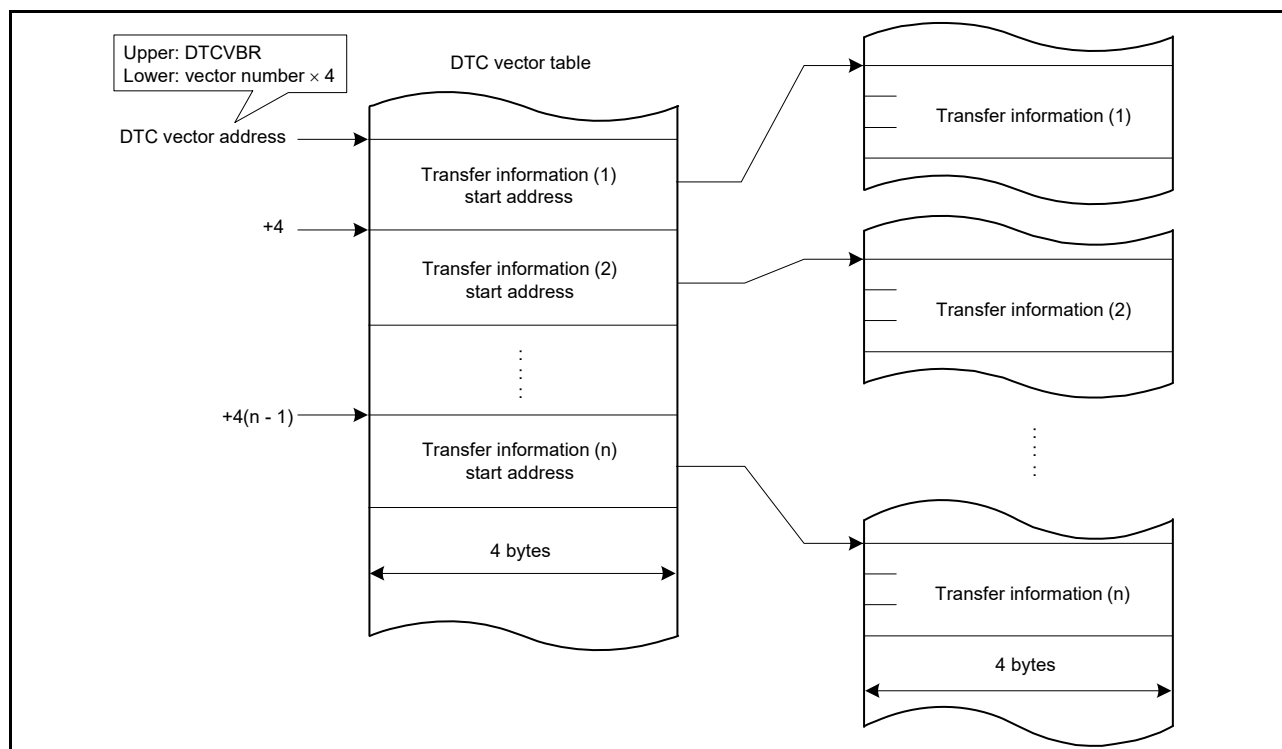 Upper: DTCVBR
Lower: vector number × 4
DTC vector table
DTC vector address
Transfer information (1)
start address
Transfer information (1)
+4
Transfer information (2)
start address
Transfer information (2)
+4(n - 1)
Transfer information (n)
start address
4 bytes
Transfer information (n)
4 bytes